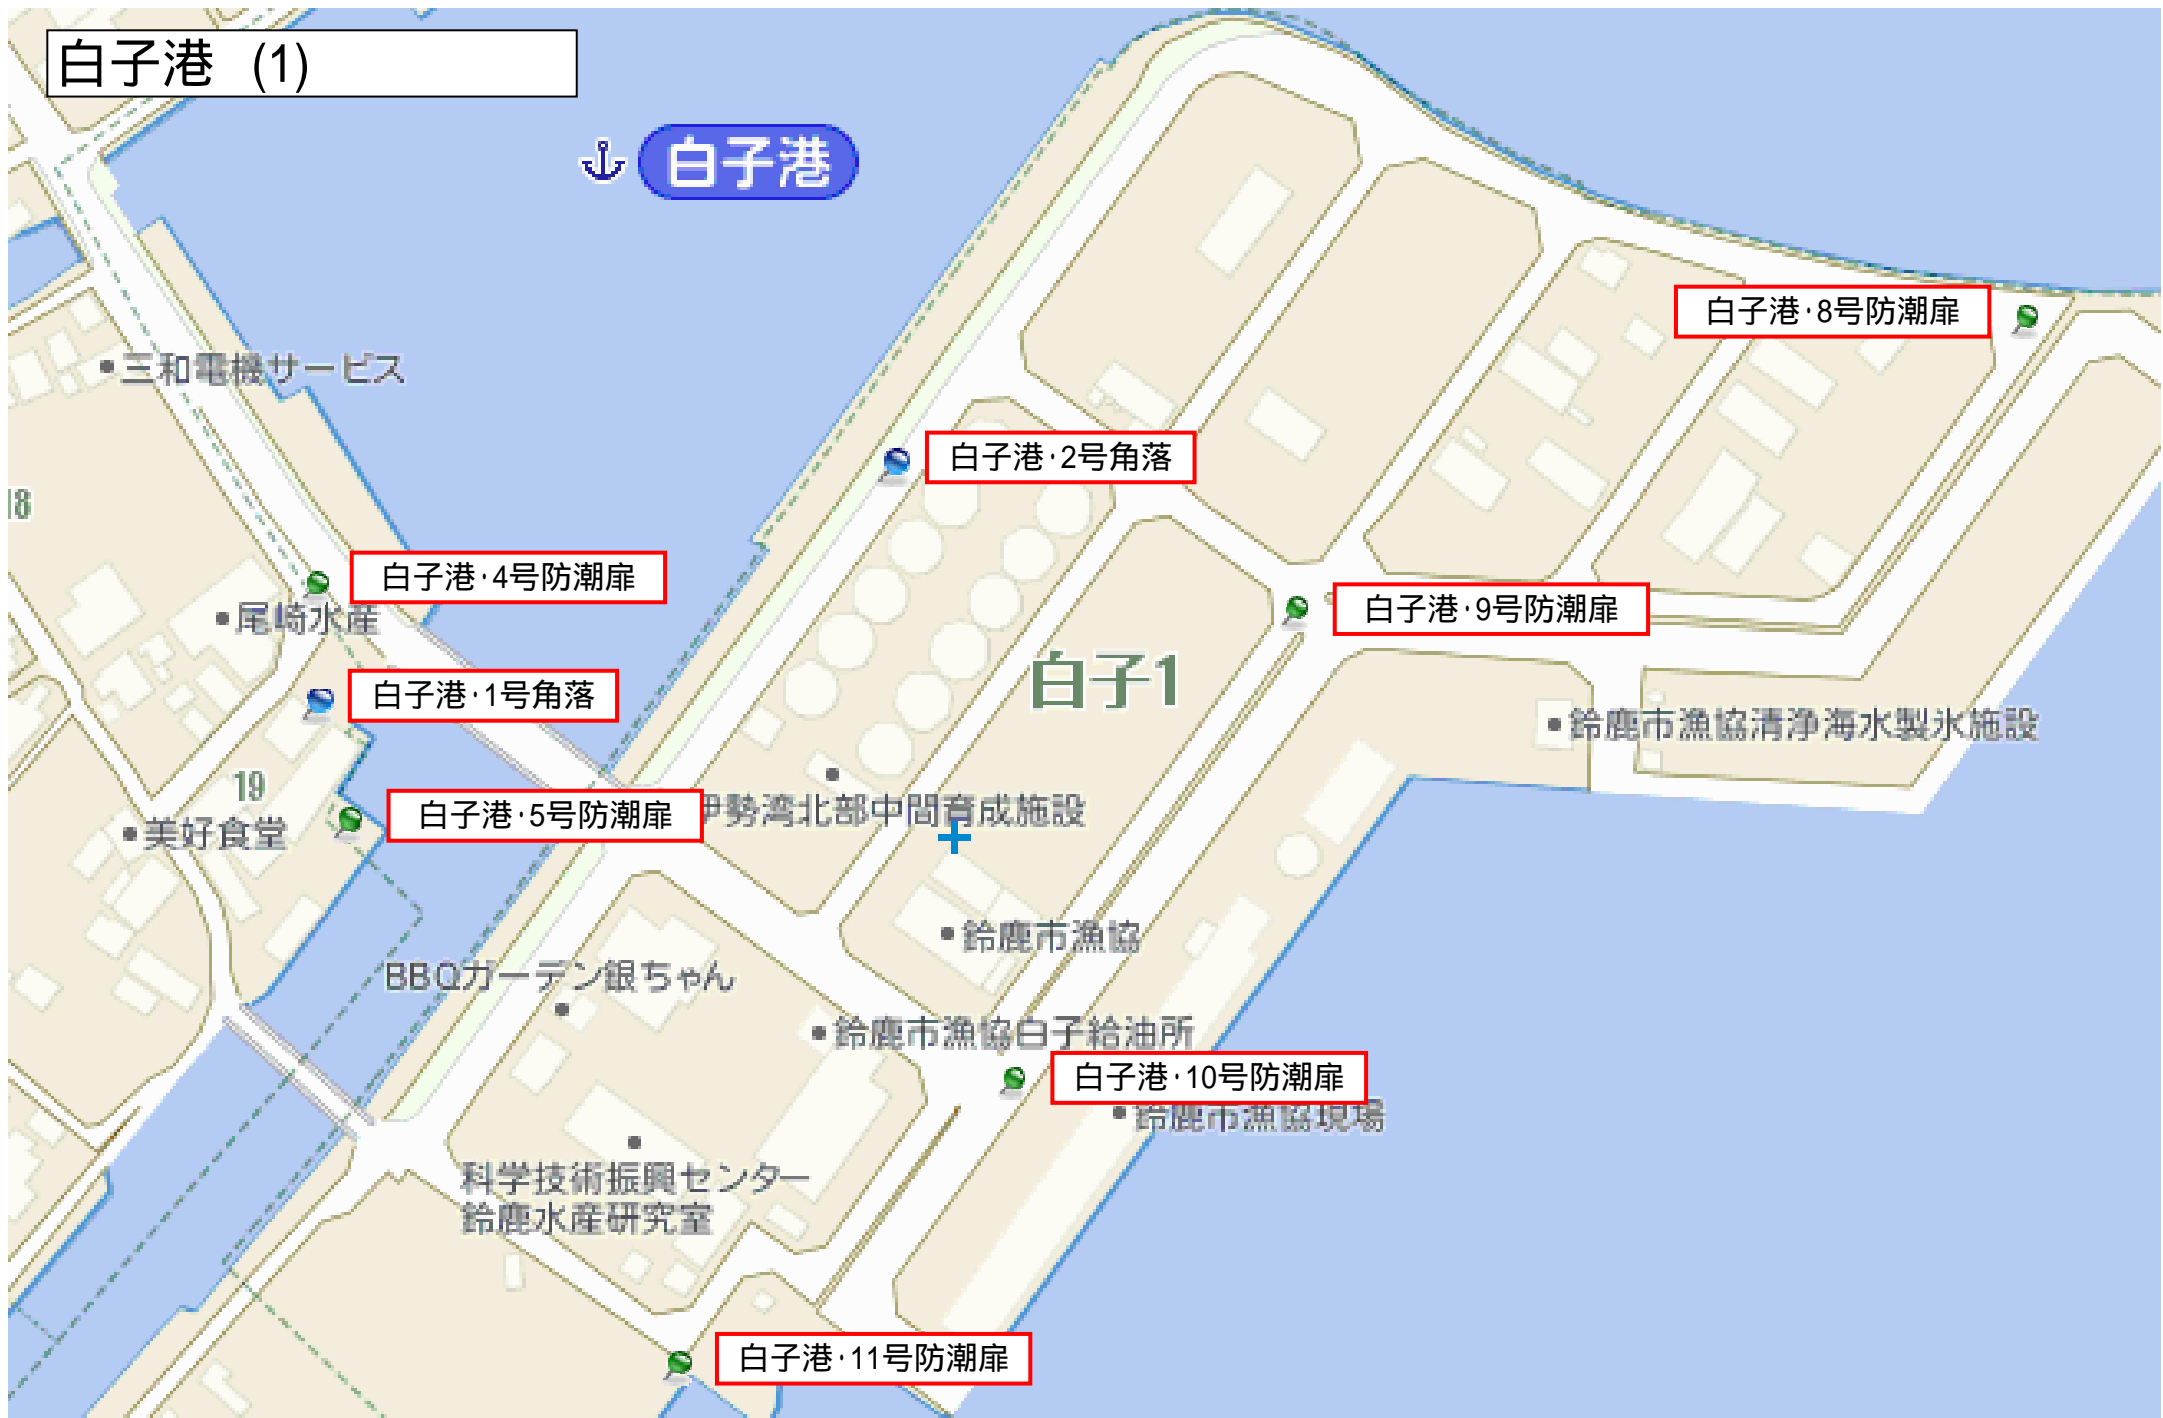 白子港 (1)
白子港
白子港・8号防潮扉
三和電機サービス
白子港・2号角落
18
白子港・4号防潮扉
尾崎水産
白子港・9号防潮扉
白子1
白子港・1号角落
鈴鹿市漁協清浄海水製氷施設
19
白子港・5号防潮扉
伊勢湾北部中間育成施設
美好食堂
鈴鹿市漁協
BBQガーデン銀ちゃん
鈴鹿市漁協白子給油所
白子港・10号防潮扉
鈴鹿市漁協現場
科学技術振興センター
鈴鹿水産研究室
白子港・11号防潮扉